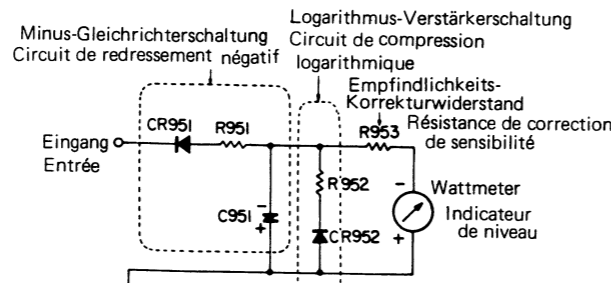 Minus-Gleichrichterschaltung
Circuit de redressement négatif
Logarithmus-Verstärkerschaltung
Circuit de compression
logarithmique
Empfindlichkeits-
Korrekturwiderstand
Résistance de correction
de sensibilité
Eingang
Entrée
CR951
R951
R953
C951
-
+
R952
CR952
-
+
Wattmeter
Indicateur
de niveau